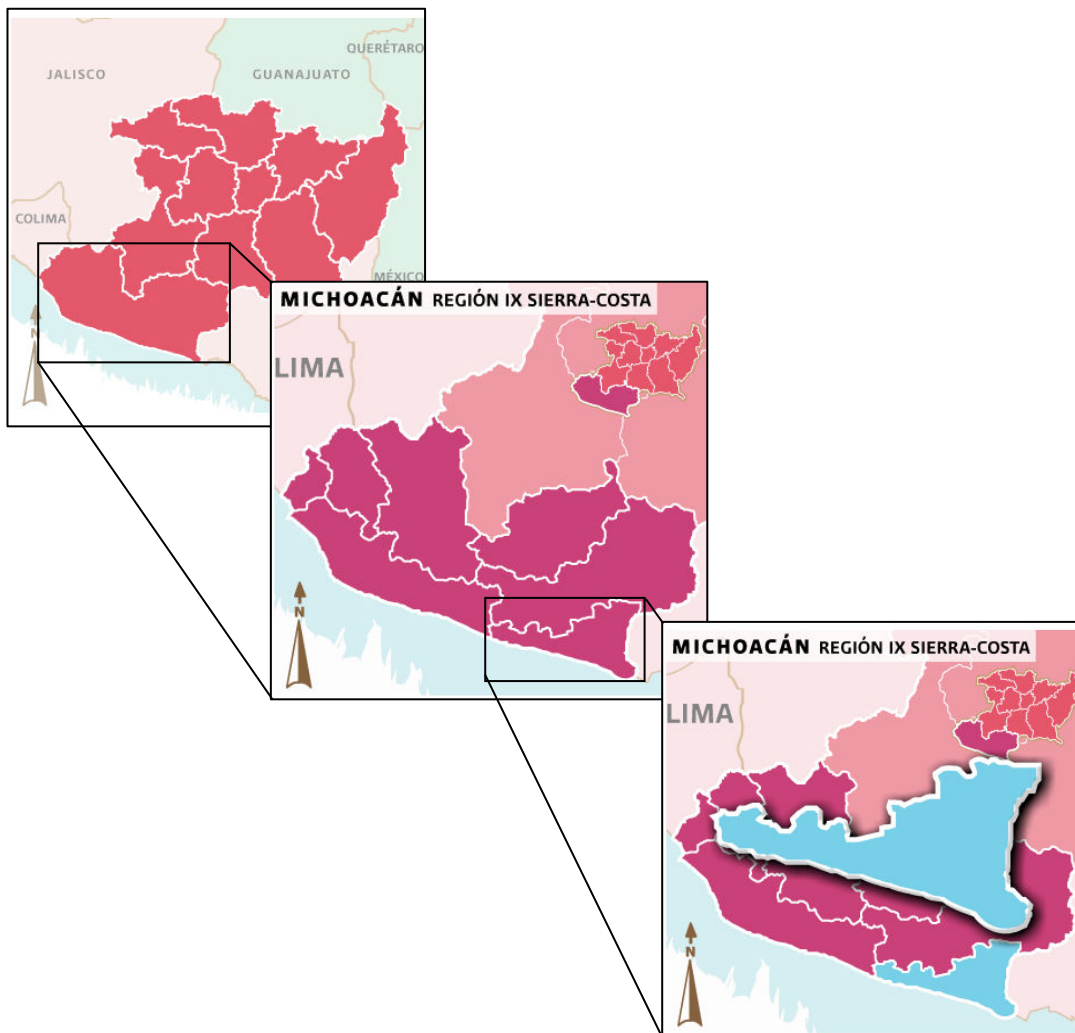 QUERÉTARO
JALISCO
GUANAJUATO
COLIMA
MÉXICO
N
MICHOACÁN REGIÓN IX SIERRA-COSTA
LIMA
N
MICHOACÁN REGIÓN IX SIERRA-COSTA
LIMA
N